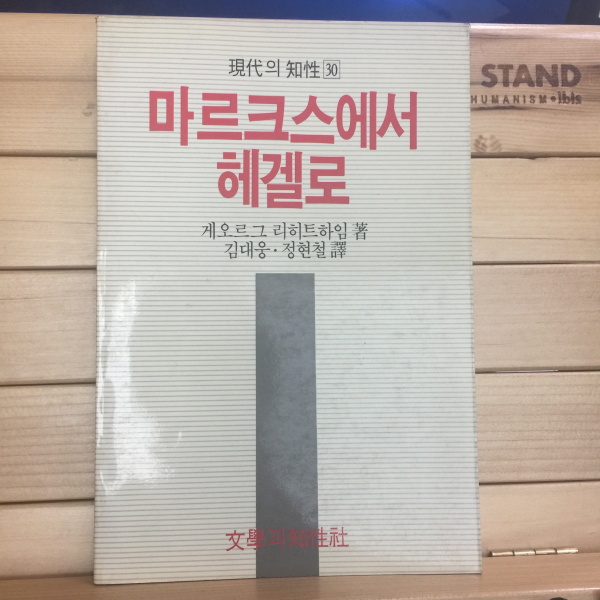 現代의 知性 30
마르크스에서
헤겔로
게오르그 리히트하임 著
김대웅·정현철 譯
文學과知性社
STAND
HUMANISM•ibis